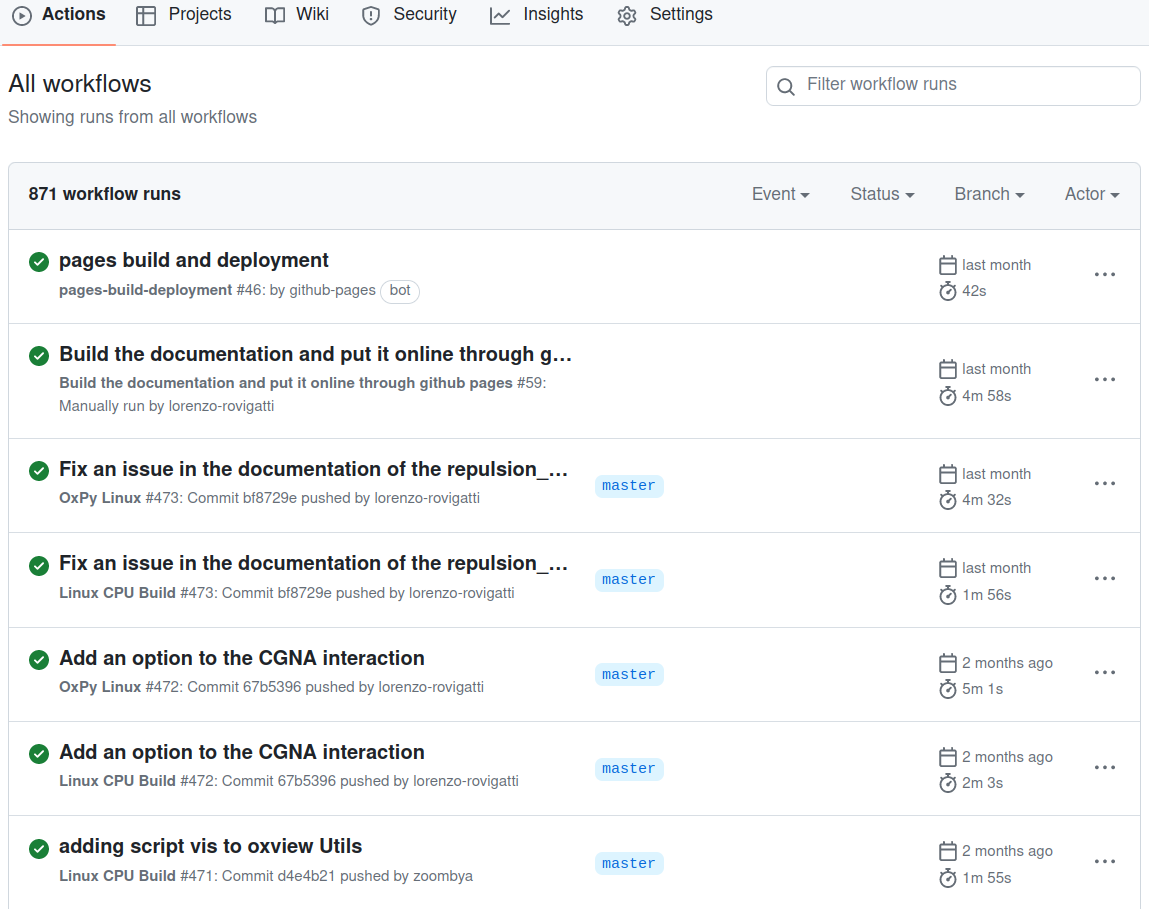 Actions Projects Wiki Security Insights Settings
All workflows
Filter workflow runs
Showing runs from all workflows
871 workflow runs Event Status Branch Actor
pages build and deployment
pages-build-deployment #46: by github-pages bot
last month
42s
Build the documentation and put it online through g…
Build the documentation and put it online through github pages #59:
Manually run by lorenzo-rovigatti
last month
4m 58s
Fix an issue in the documentation of the repulsion_…
OxPy Linux #473: Commit bf8729e pushed by lorenzo-rovigatti
master
last month
4m 32s
Fix an issue in the documentation of the repulsion_…
Linux CPU Build #473: Commit bf8729e pushed by lorenzo-rovigatti
master
last month
1m 56s
Add an option to the CGNA interaction
OxPy Linux #472: Commit 67b5396 pushed by lorenzo-rovigatti
master
2 months ago
5m 1s
Add an option to the CGNA interaction
Linux CPU Build #472: Commit 67b5396 pushed by lorenzo-rovigatti
master
2 months ago
2m 3s
adding script vis to oxview Utils
Linux CPU Build #471: Commit d4e4b21 pushed by zoombya
master
2 months ago
1m 55s